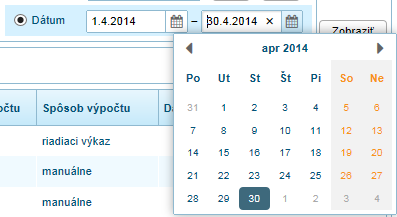 Dátum 1.4.2014 – 30.4.2014 ×
Zobraziť
apr 2014
Po Ut St Št Pi So Ne
31 1 2 3 4 5 6
7 8 9 10 11 12 13
14 15 16 17 18 19 20
21 22 23 24 25 26 27
28 29 30 1 2 3 4
očtu Spôsob výpočtu
riadiaci výkaz
manuálne
manuálne